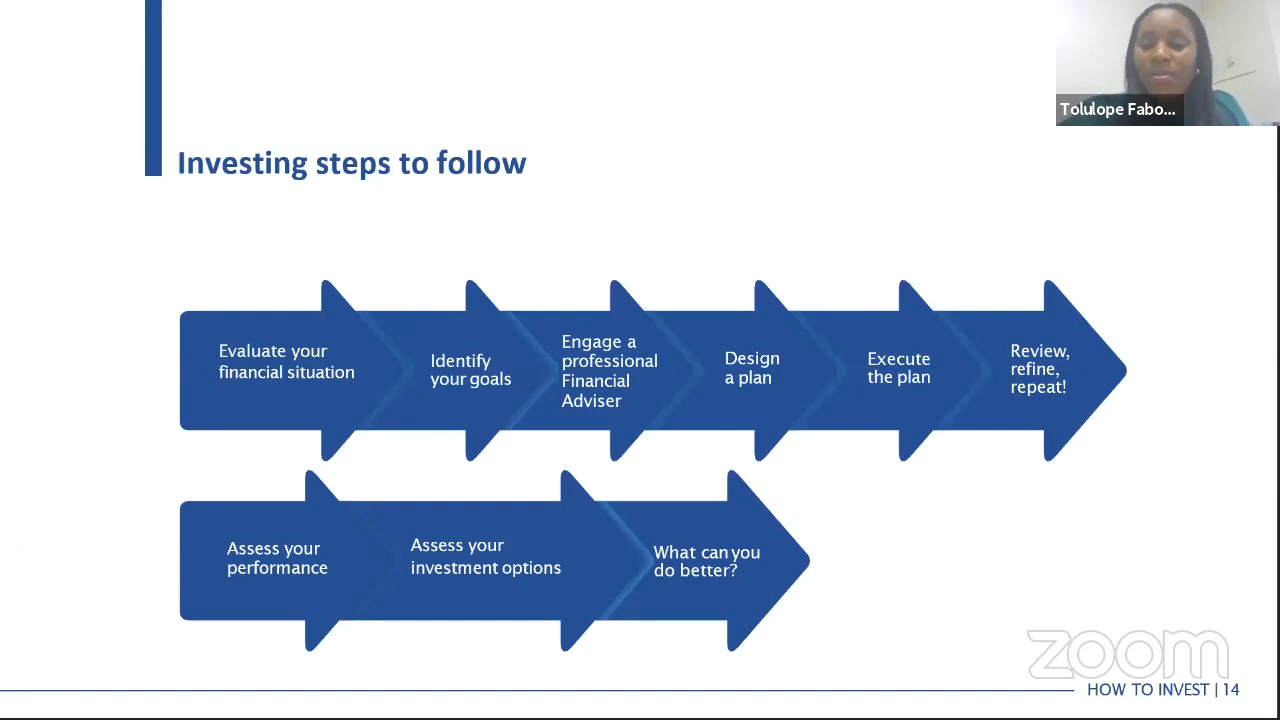 Tolulope Fabo...
Investing steps to follow
Evaluate your
financial situation
Identify
your goals
Engage a
professional
Financial
Adviser
Design
a plan
Execute
the plan
Review,
refine,
repeat!
Assess your
performance
Assess your
investment options
What can you
do better?
zoom
HOW TO INVEST | 14